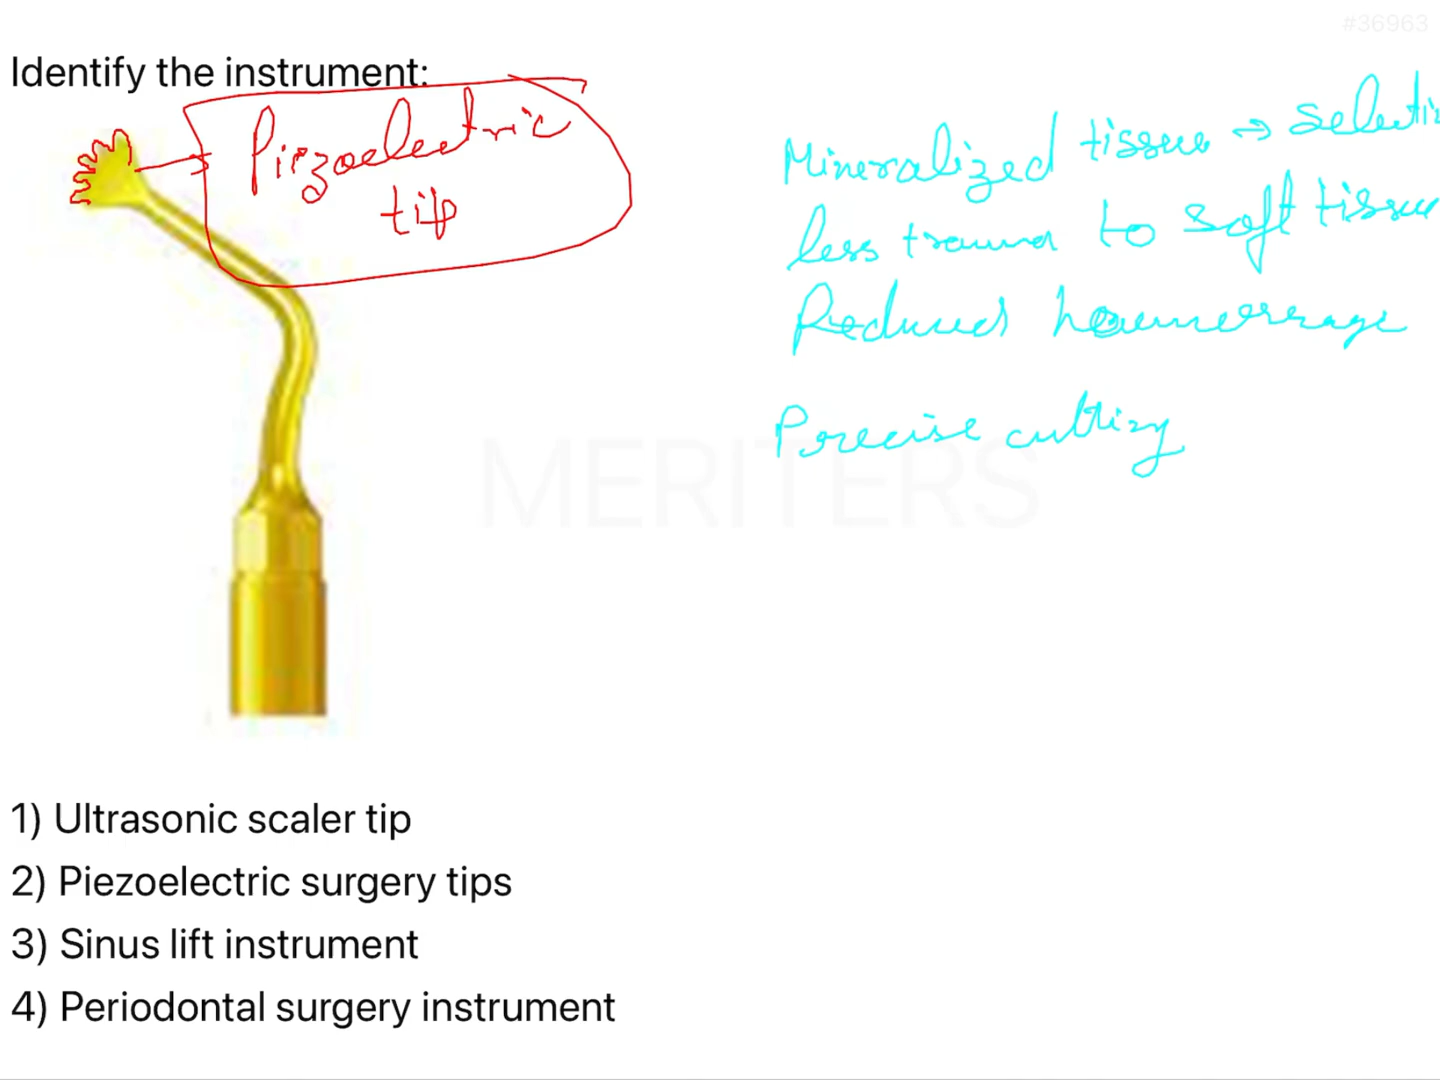 #36963
Identify the instrument:
Piezoelectric
tip
Mineralized tissue → selecti
less trauma to soft tissue
Reduced haemorrage
Precise cutting
MERITERS
1) Ultrasonic scaler tip
2) Piezoelectric surgery tips
3) Sinus lift instrument
4) Periodontal surgery instrument